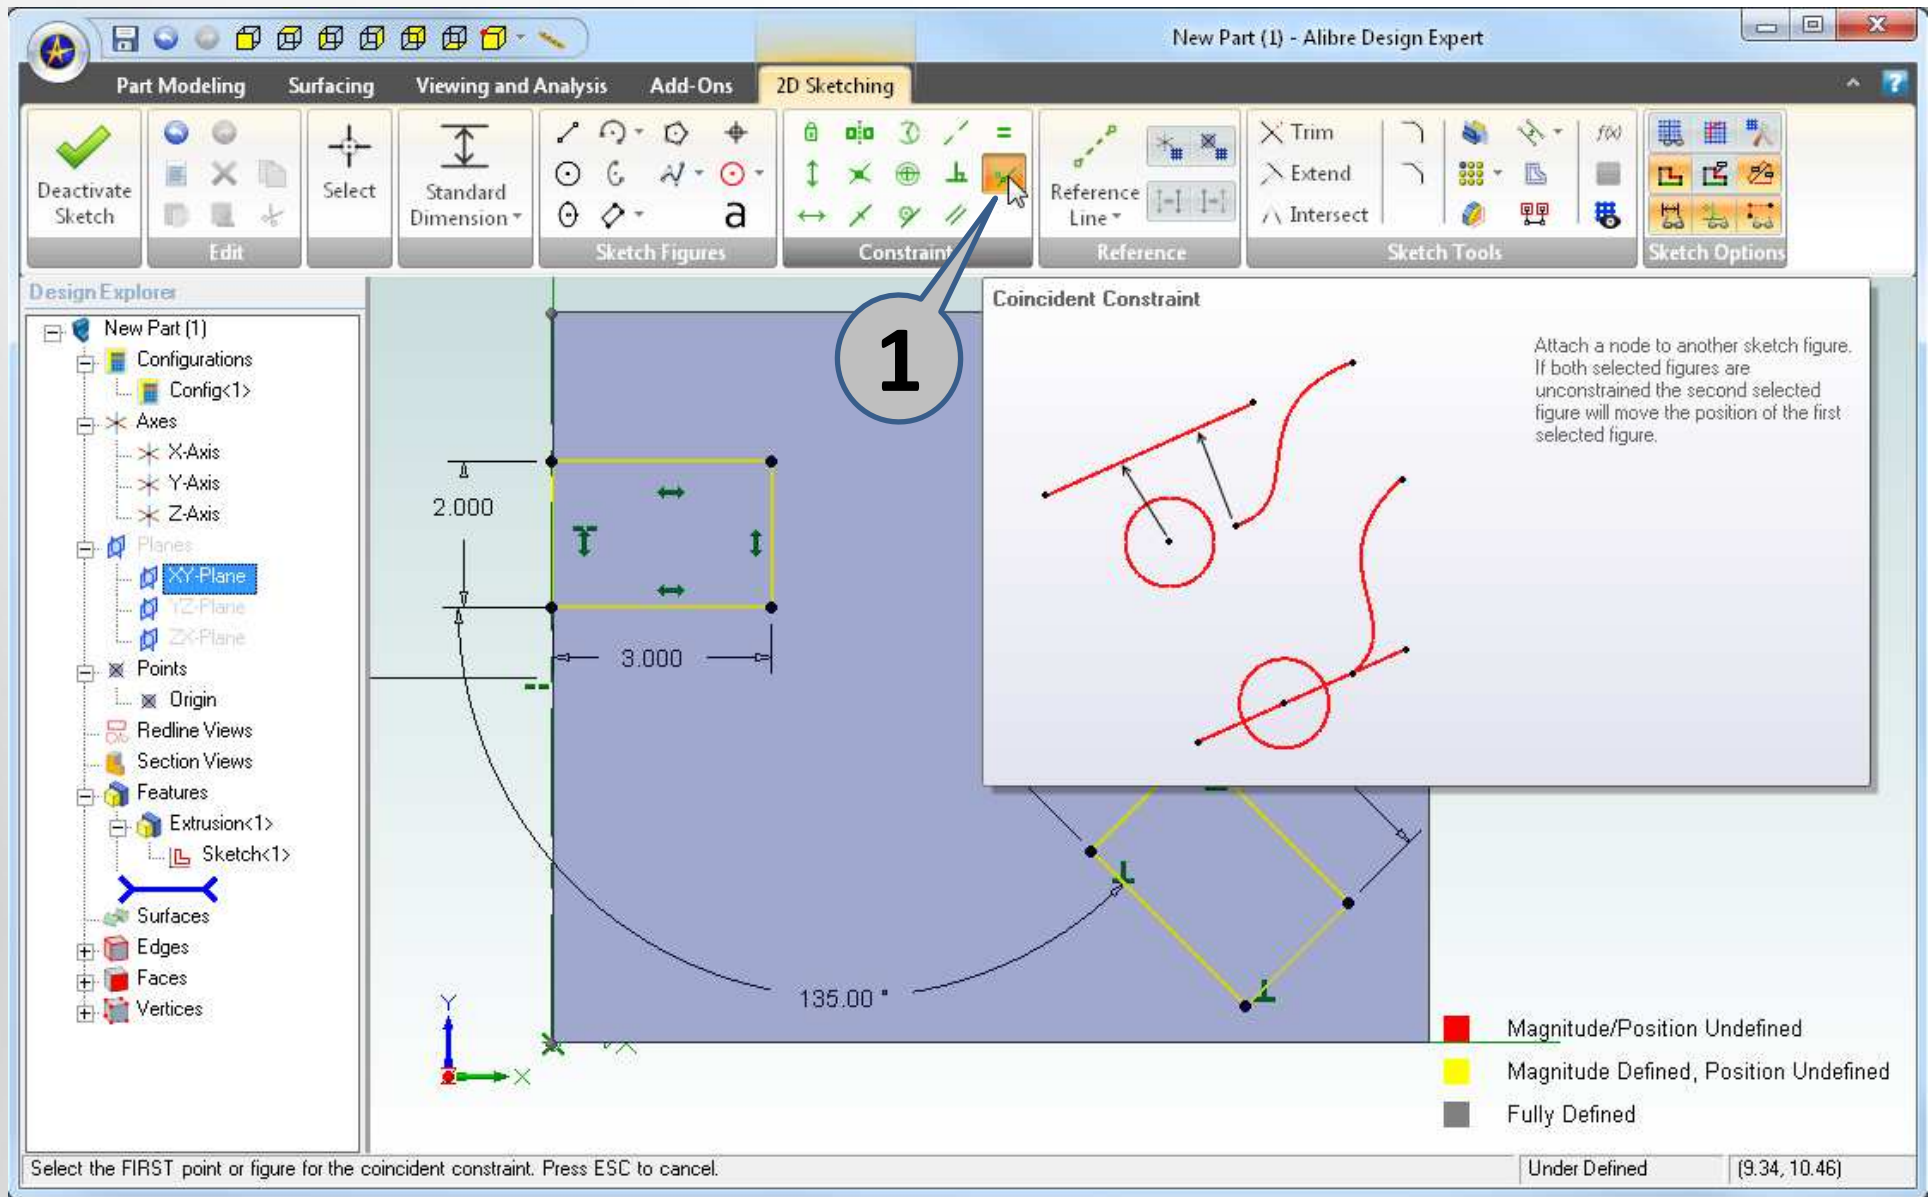 New Part (1) - Alibre Design Expert
Part Modeling
Surfacing
Viewing and Analysis
Add-Ons
2D Sketching
Deactivate
Sketch
Edit
Select
Standard
Dimension
a
Sketch Figures
Constraint
Reference
Line
Reference
Trim
Extend
Intersect
f(x)
Sketch Tools
Sketch Options
Design Explorer
New Part (1)
Configurations
Config<1>
Axes
X-Axis
Y-Axis
Z-Axis
Planes
XY-Plane
YZ-Plane
ZX-Plane
Points
Origin
Redline Views
Section Views
Features
Extrusion<1>
Sketch<1>
Surfaces
Edges
Faces
Vertices
1
Coincident Constraint
Attach a node to another sketch figure.
If both selected figures are
unconstrained the second selected
figure will move the position of the first
selected figure.
2.000
3.000
135.00 °
Y
X
Magnitude/Position Undefined
Magnitude Defined, Position Undefined
Fully Defined
Select the FIRST point or figure for the coincident constraint. Press ESC to cancel.
Under Defined
(9.34, 10.46)